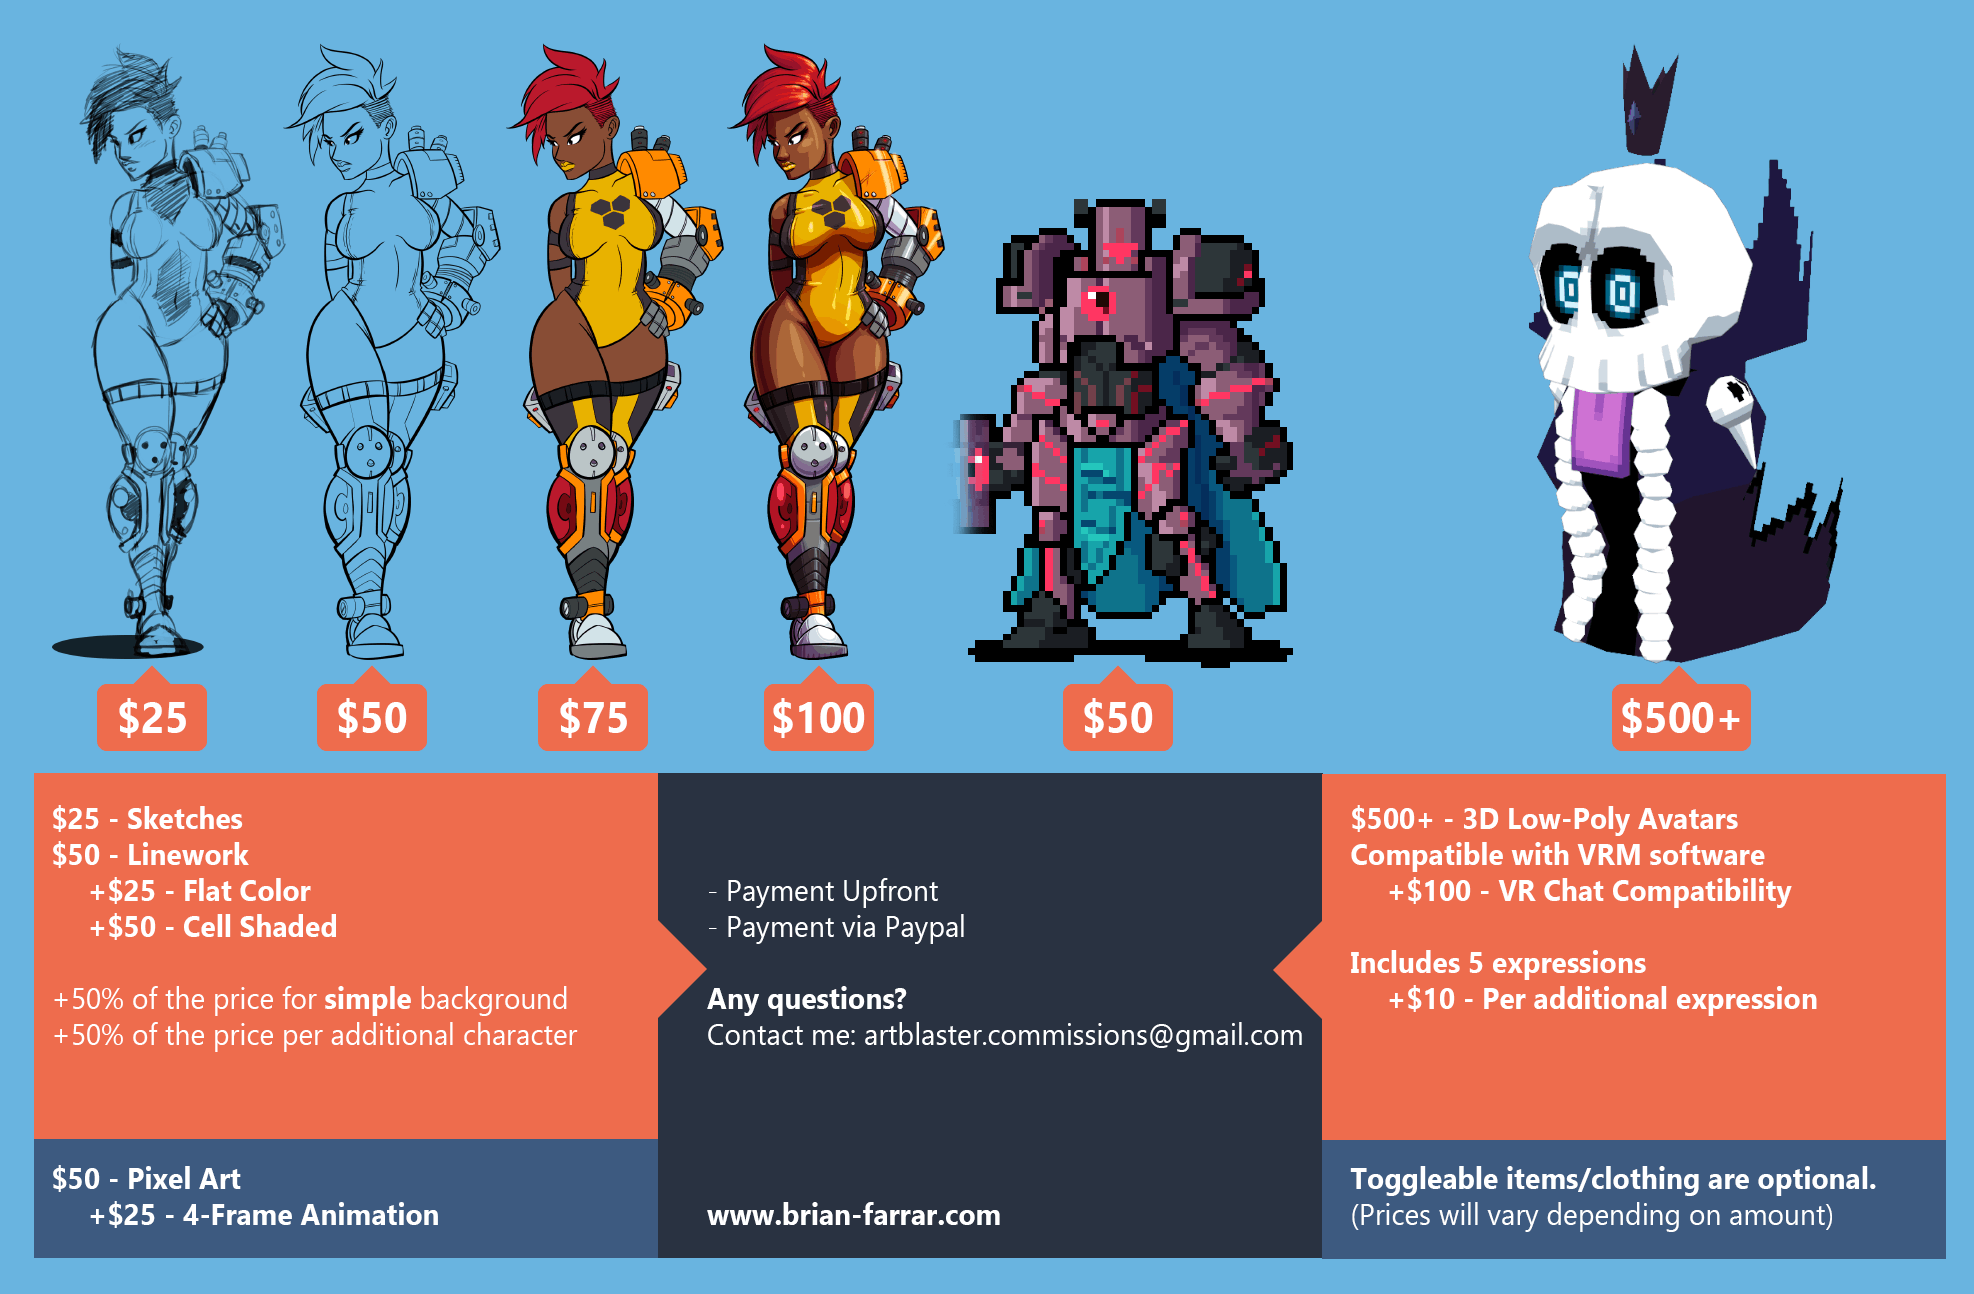 $25
$50
$75
$100
$50
$500+
$25 - Sketches
$50 - Linework
+$25 - Flat Color
+$50 - Cell Shaded
+50% of the price for simple background
+50% of the price per additional character
$50 - Pixel Art
+$25 - 4-Frame Animation
- Payment Upfront
- Payment via Paypal
Any questions?
Contact me: artblaster.commissions@gmail.com
www.brian-farrar.com
$500+ - 3D Low-Poly Avatars
Compatible with VRM software
+$100 - VR Chat Compatibility
Includes 5 expressions
+$10 - Per additional expression
Toggleable items/clothing are optional.
(Prices will vary depending on amount)